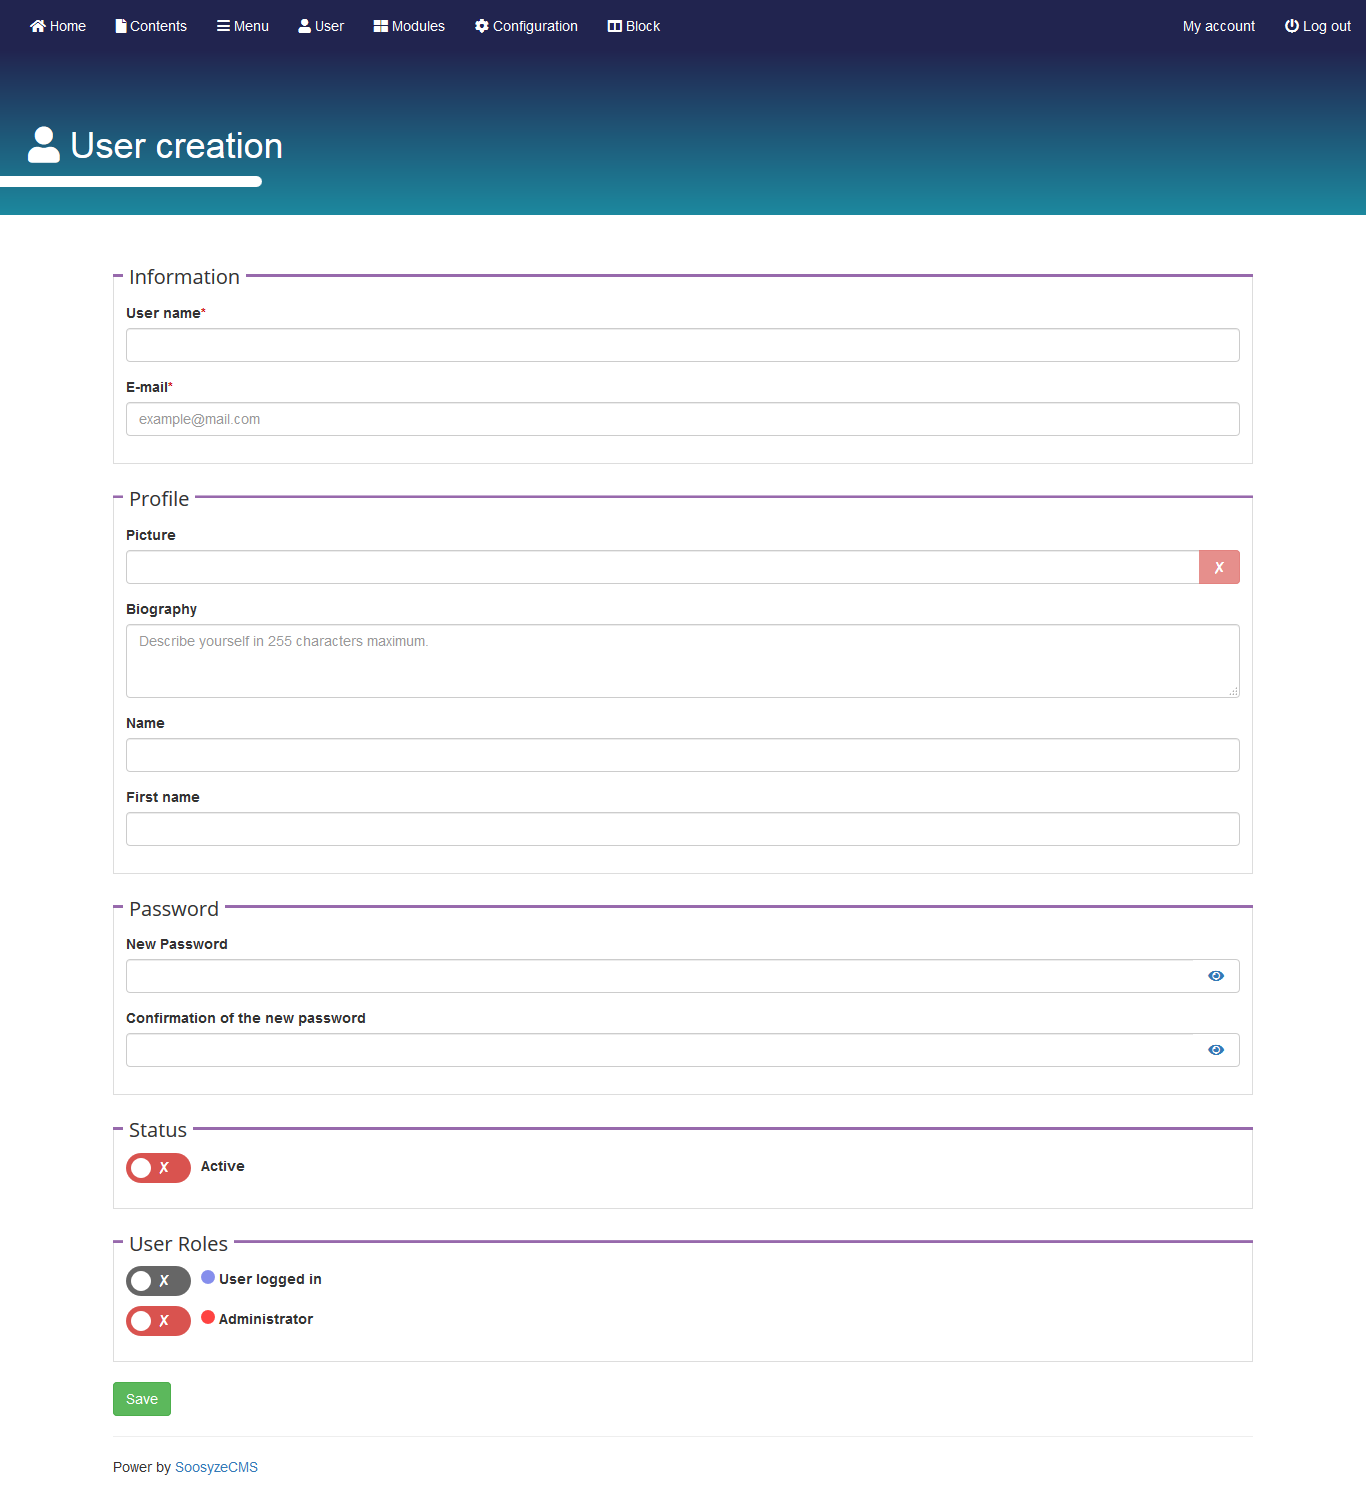 Home Contents Menu User Modules Configuration Block My account Log out
User creation
Information
User name*
E-mail*
example@mail.com
Profile
Picture
✗
Biography
Describe yourself in 255 characters maximum.
Name
First name
Password
New Password
Confirmation of the new password
Status
✗ Active
User Roles
✗ User logged in
✗ Administrator
Save
Power by SoosyzeCMS